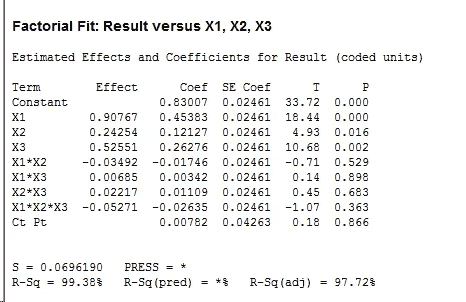 Factorial Fit: Result versus X1, X2, X3
Estimated Effects and Coefficients for Result (coded units)
Term Effect Coef SE Coef T P
Constant 0.83007 0.02461 33.72 0.000
X1 0.90767 0.45383 0.02461 18.44 0.000
X2 0.24254 0.12127 0.02461 4.93 0.016
X3 0.52551 0.26276 0.02461 10.68 0.002
X1*X2 -0.03492 -0.01746 0.02461 -0.71 0.529
X1*X3 0.00685 0.00342 0.02461 0.14 0.898
X2*X3 0.02217 0.01109 0.02461 0.45 0.683
X1*X2*X3 -0.05271 -0.02635 0.02461 -1.07 0.363
Ct Pt 0.00782 0.04263 0.18 0.866
S = 0.0696190 PRESS = *
R-Sq = 99.38% R-Sq(pred) = *% R-Sq(adj) = 97.72%